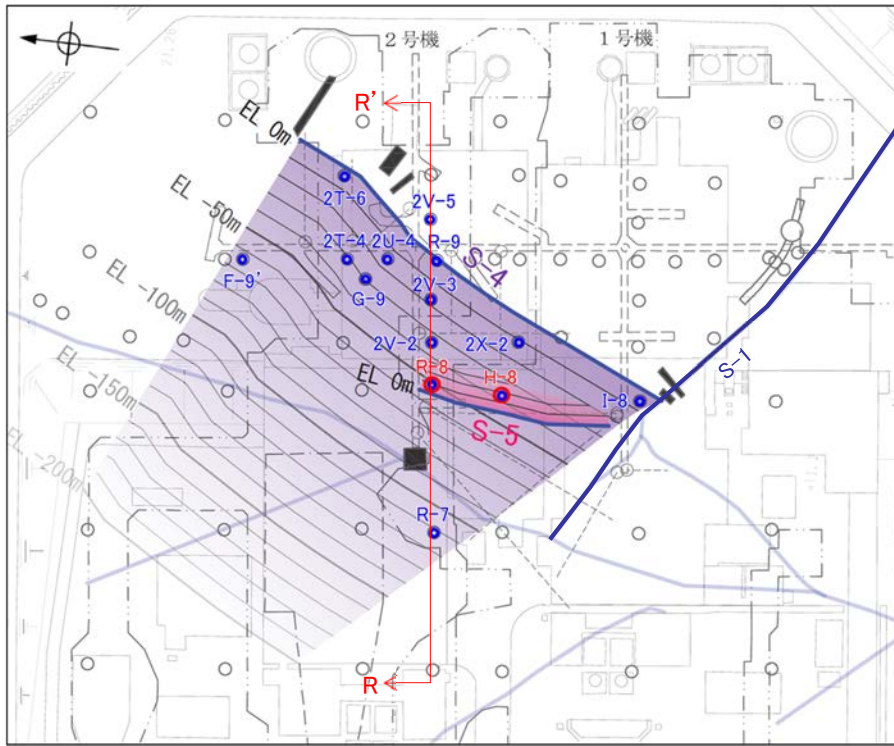 2号機
1号機
R'
EL 0m
2T-6
2V-5
EL -50m
2T-4
2U-4
R-9
S-4
F-9'
G-9
2V-3
EL -100m
2V-2
2X-2
S-1
EL -150m
R-8
EL 0m
H-8
I-8
S-5
EL -200m
R-7
R